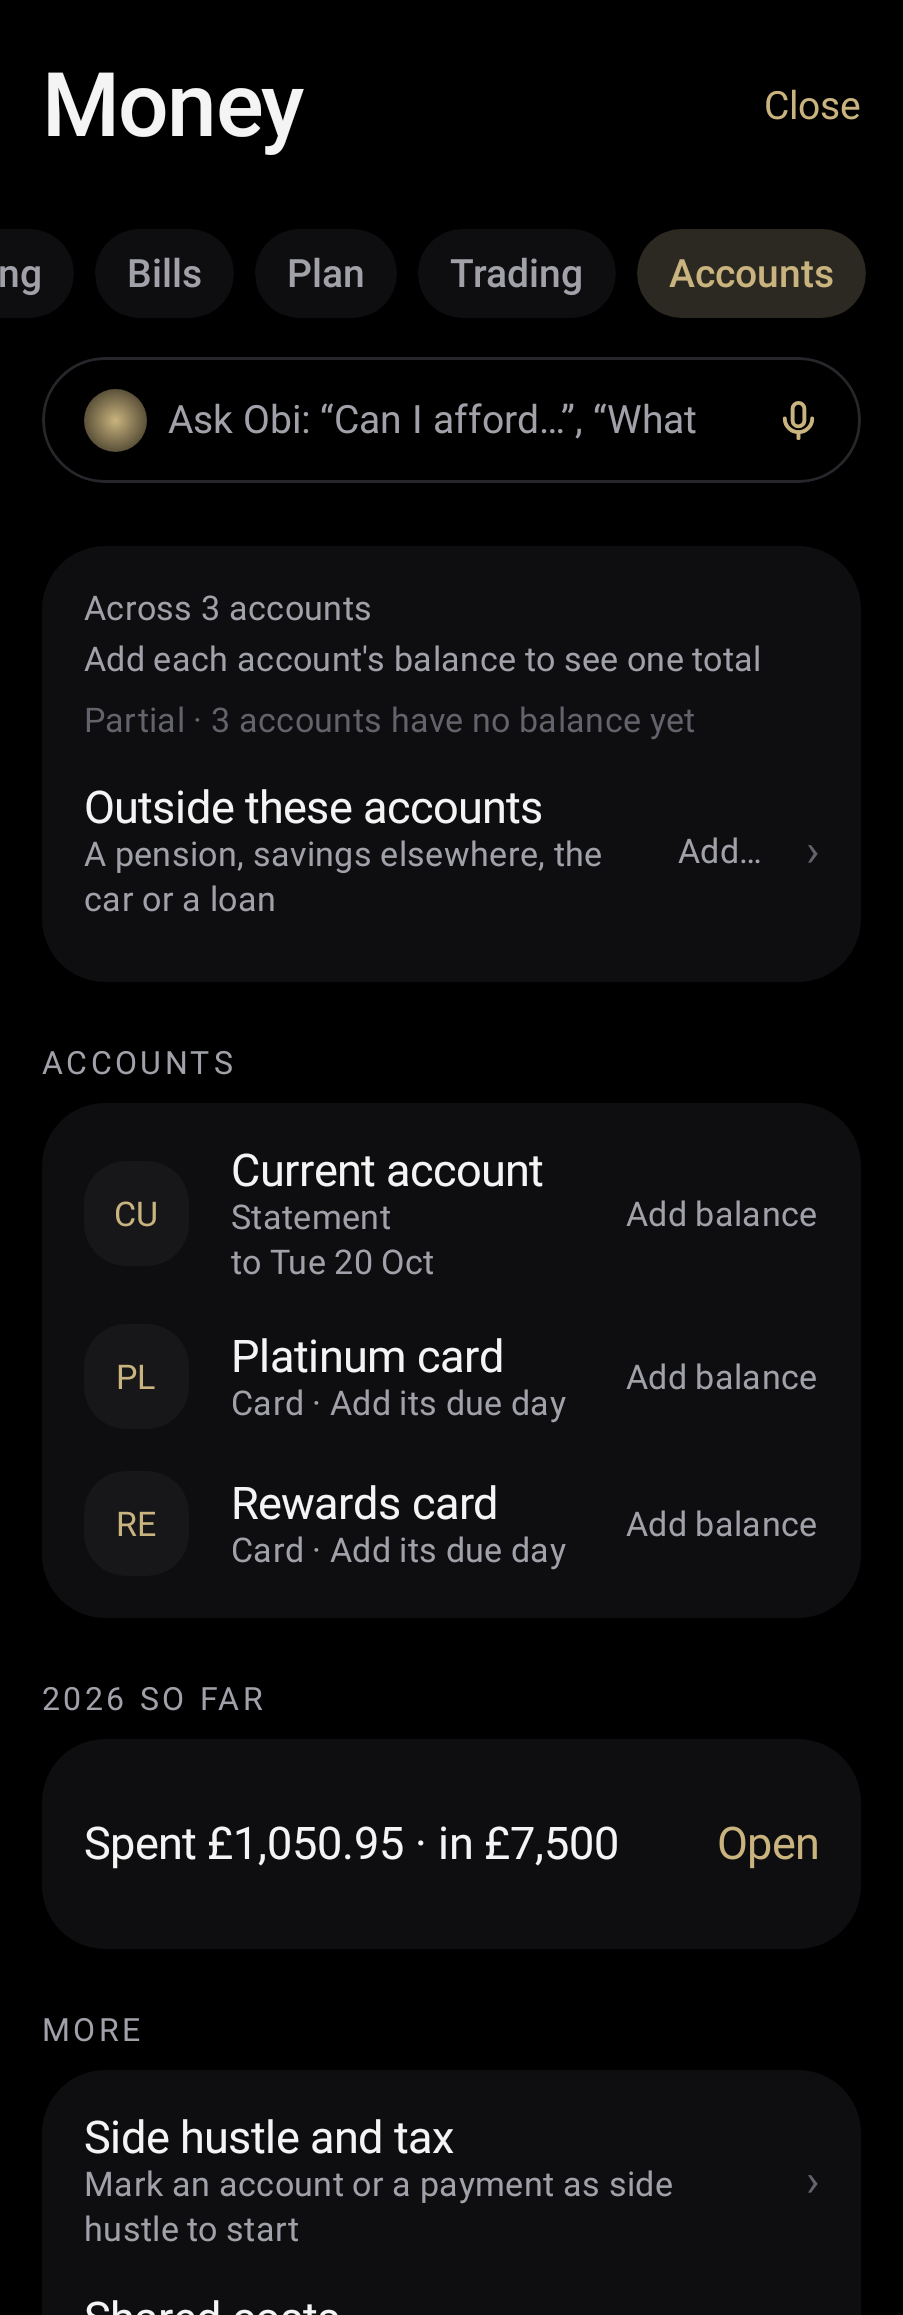 Money
Close
ng
Bills
Plan
Trading
Accounts
Ask Obi: “Can I afford…”, “What
Across 3 accounts
Add each account's balance to see one total
Partial · 3 accounts have no balance yet
Outside these accounts
A pension, savings elsewhere, the
car or a loan
Add… ›
ACCOUNTS
CU
Current account
Statement
to Tue 20 Oct
Add balance
PL
Platinum card
Card · Add its due day
Add balance
RE
Rewards card
Card · Add its due day
Add balance
2026 SO FAR
Spent £1,050.95 · in £7,500
Open
MORE
Side hustle and tax
Mark an account or a payment as side
hustle to start
›
Shared costs